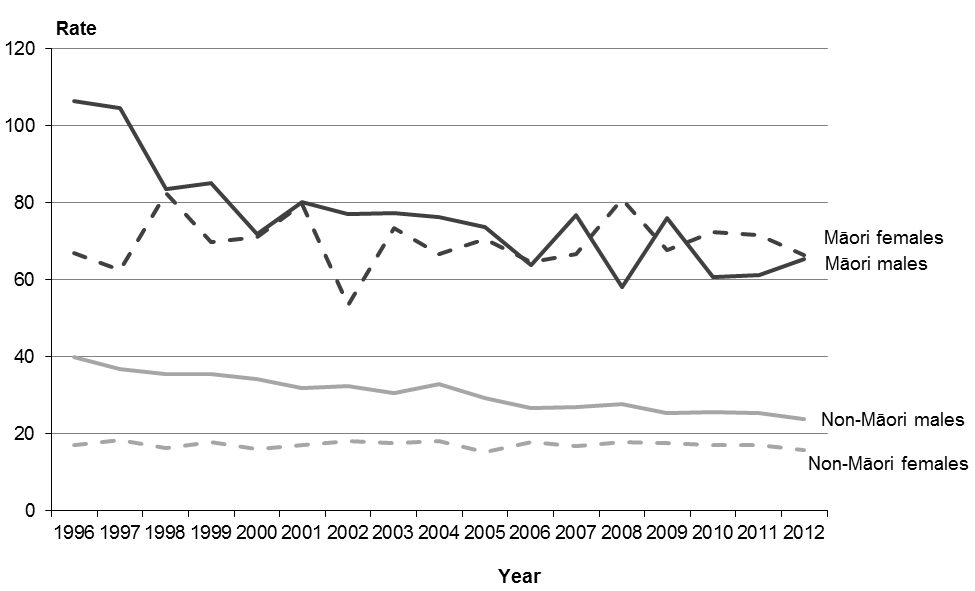 Rate
120
100
80
60
40
20
0
Māori females
Māori males
Non-Māori males
Non-Māori females
1996 1997 1998 1999 2000 2001 2002 2003 2004 2005 2006 2007 2008 2009 2010 2011 2012
Year